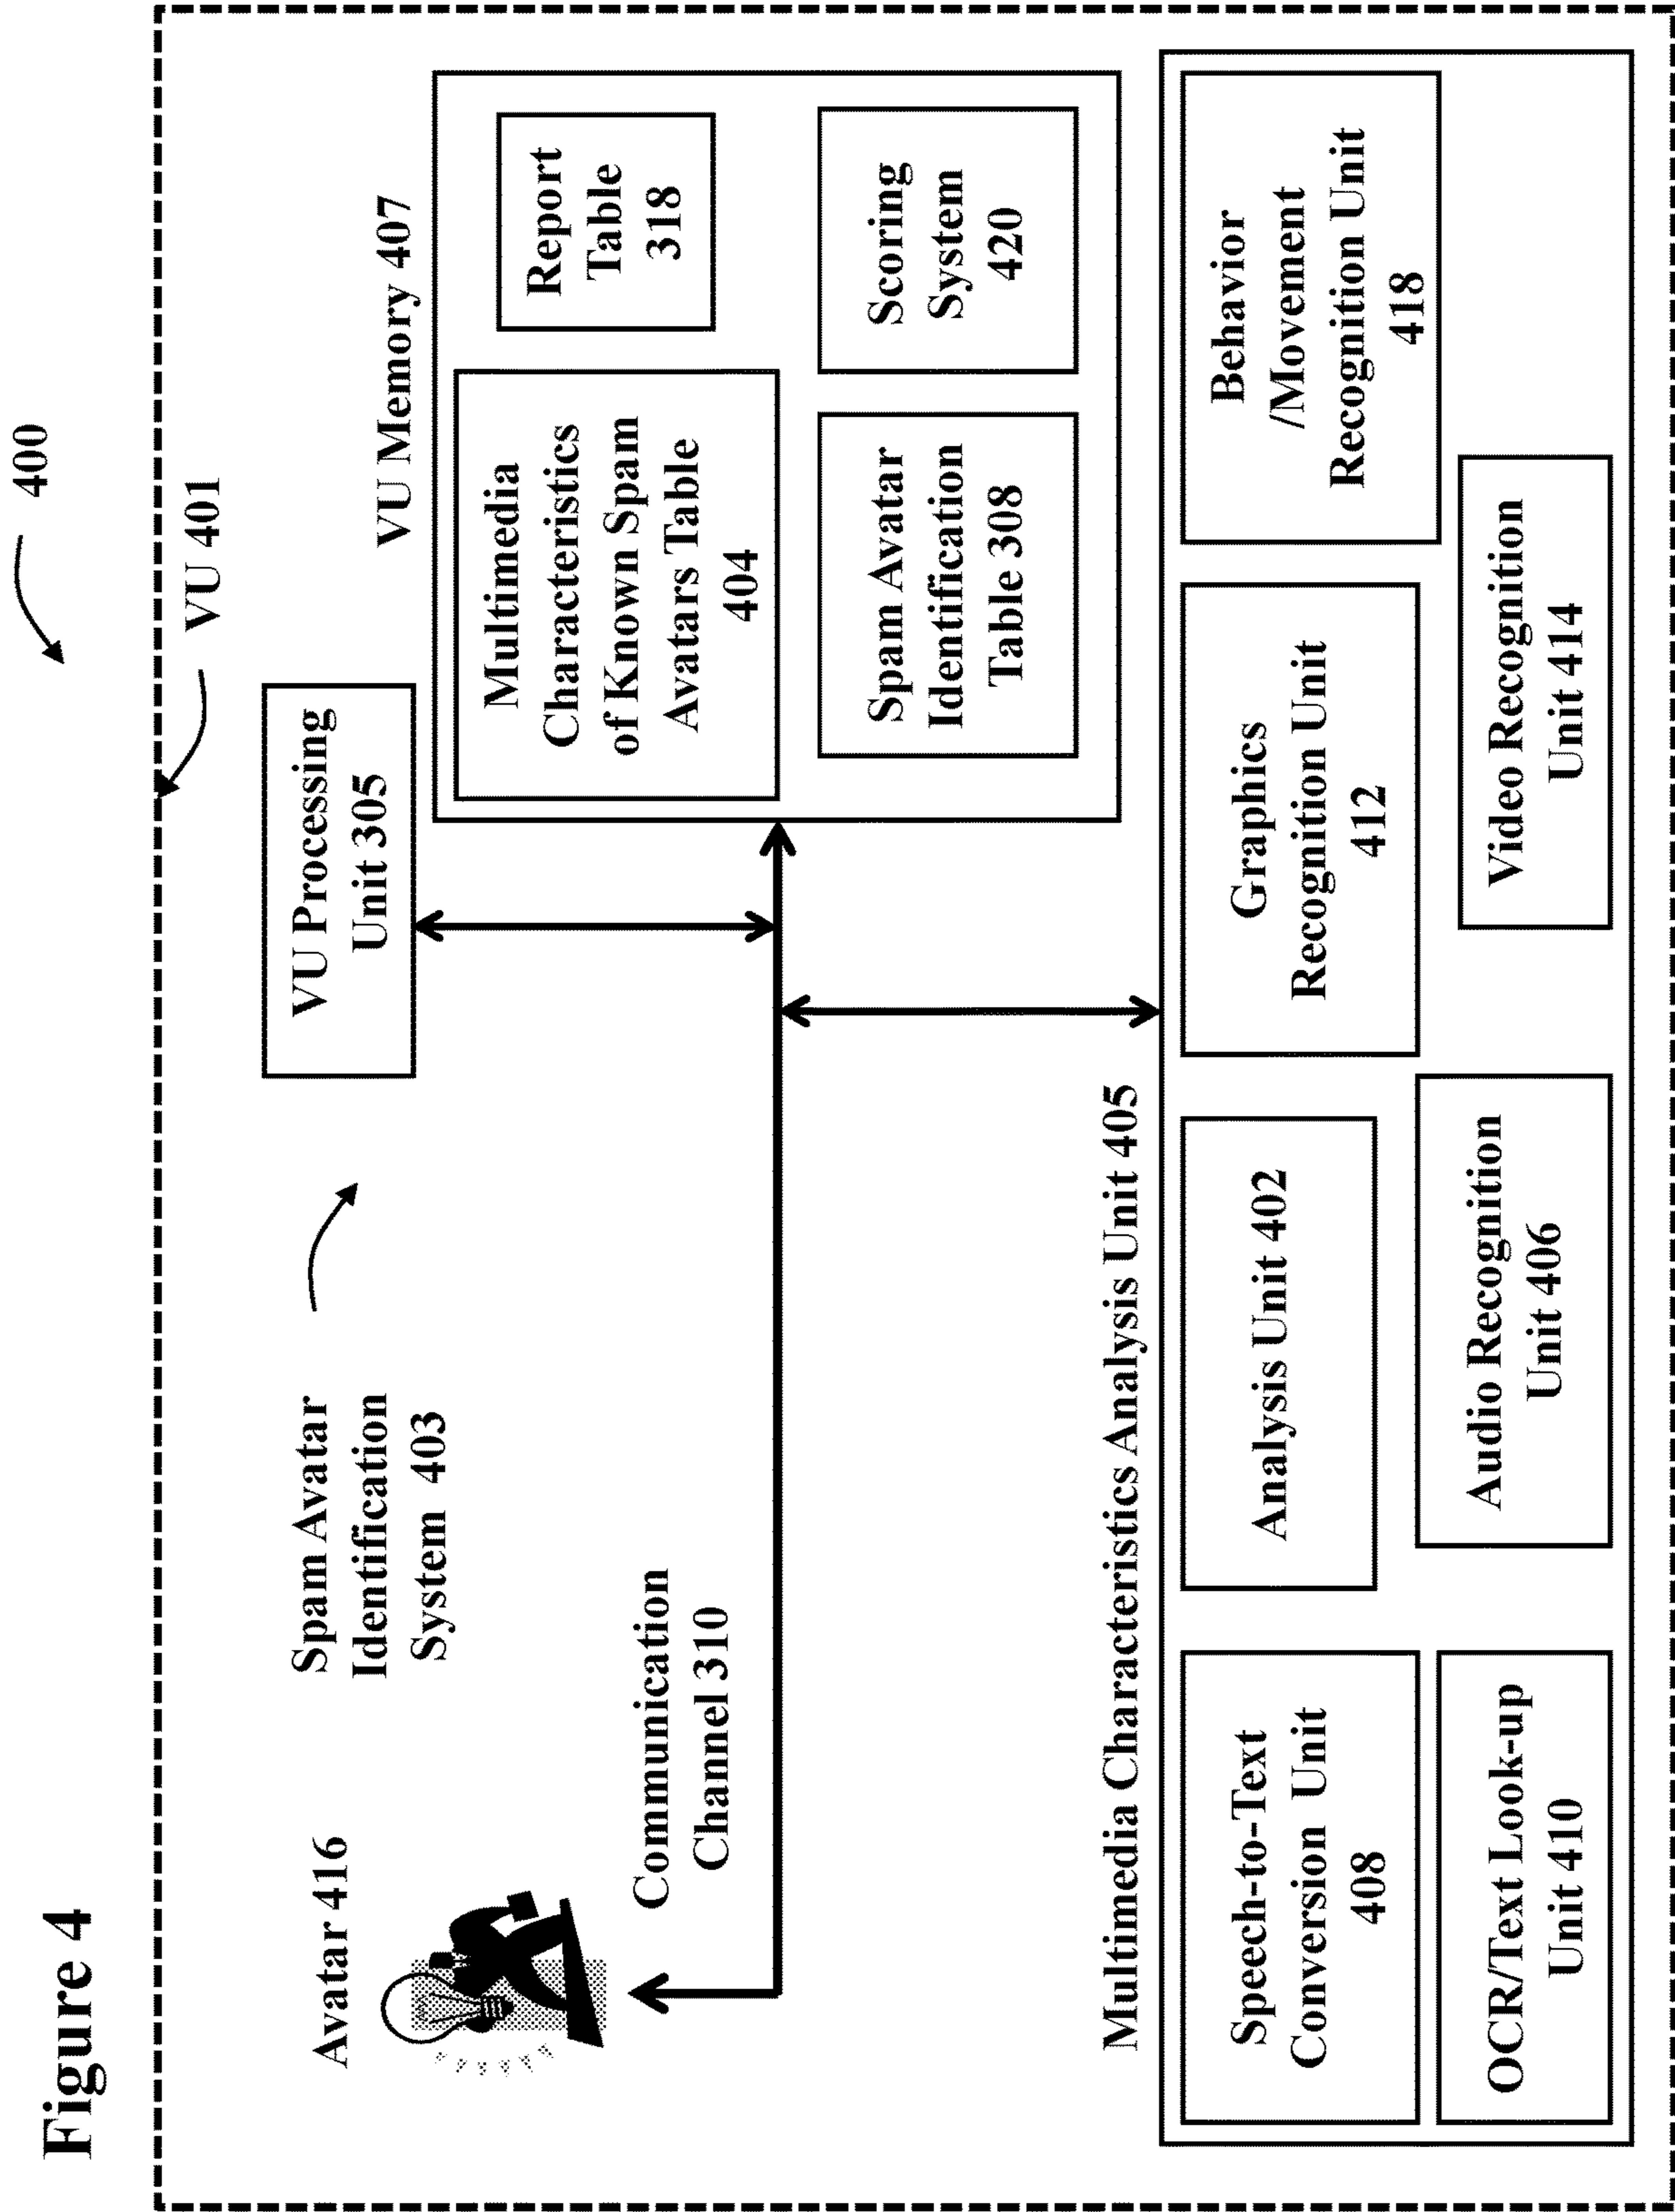 Figure 4
400
VU 401
Avatar 416
Spam Avatar
Identification
System 403
VU Processing
Unit 305
VU Memory 407
Multimedia
Characteristics
of Known Spam
Avatars Table
404
Report
Table
318
Spam Avatar
Identification
Table 308
Scoring
System
420
Communication
Channel 310
Multimedia Characteristics Analysis Unit 405
Speech-to-Text
Conversion Unit
408
Analysis Unit 402
Graphics
Recognition Unit
412
Behavior
/Movement
Recognition Unit
418
OCR/Text Look-up
Unit 410
Audio Recognition
Unit 406
Video Recognition
Unit 414